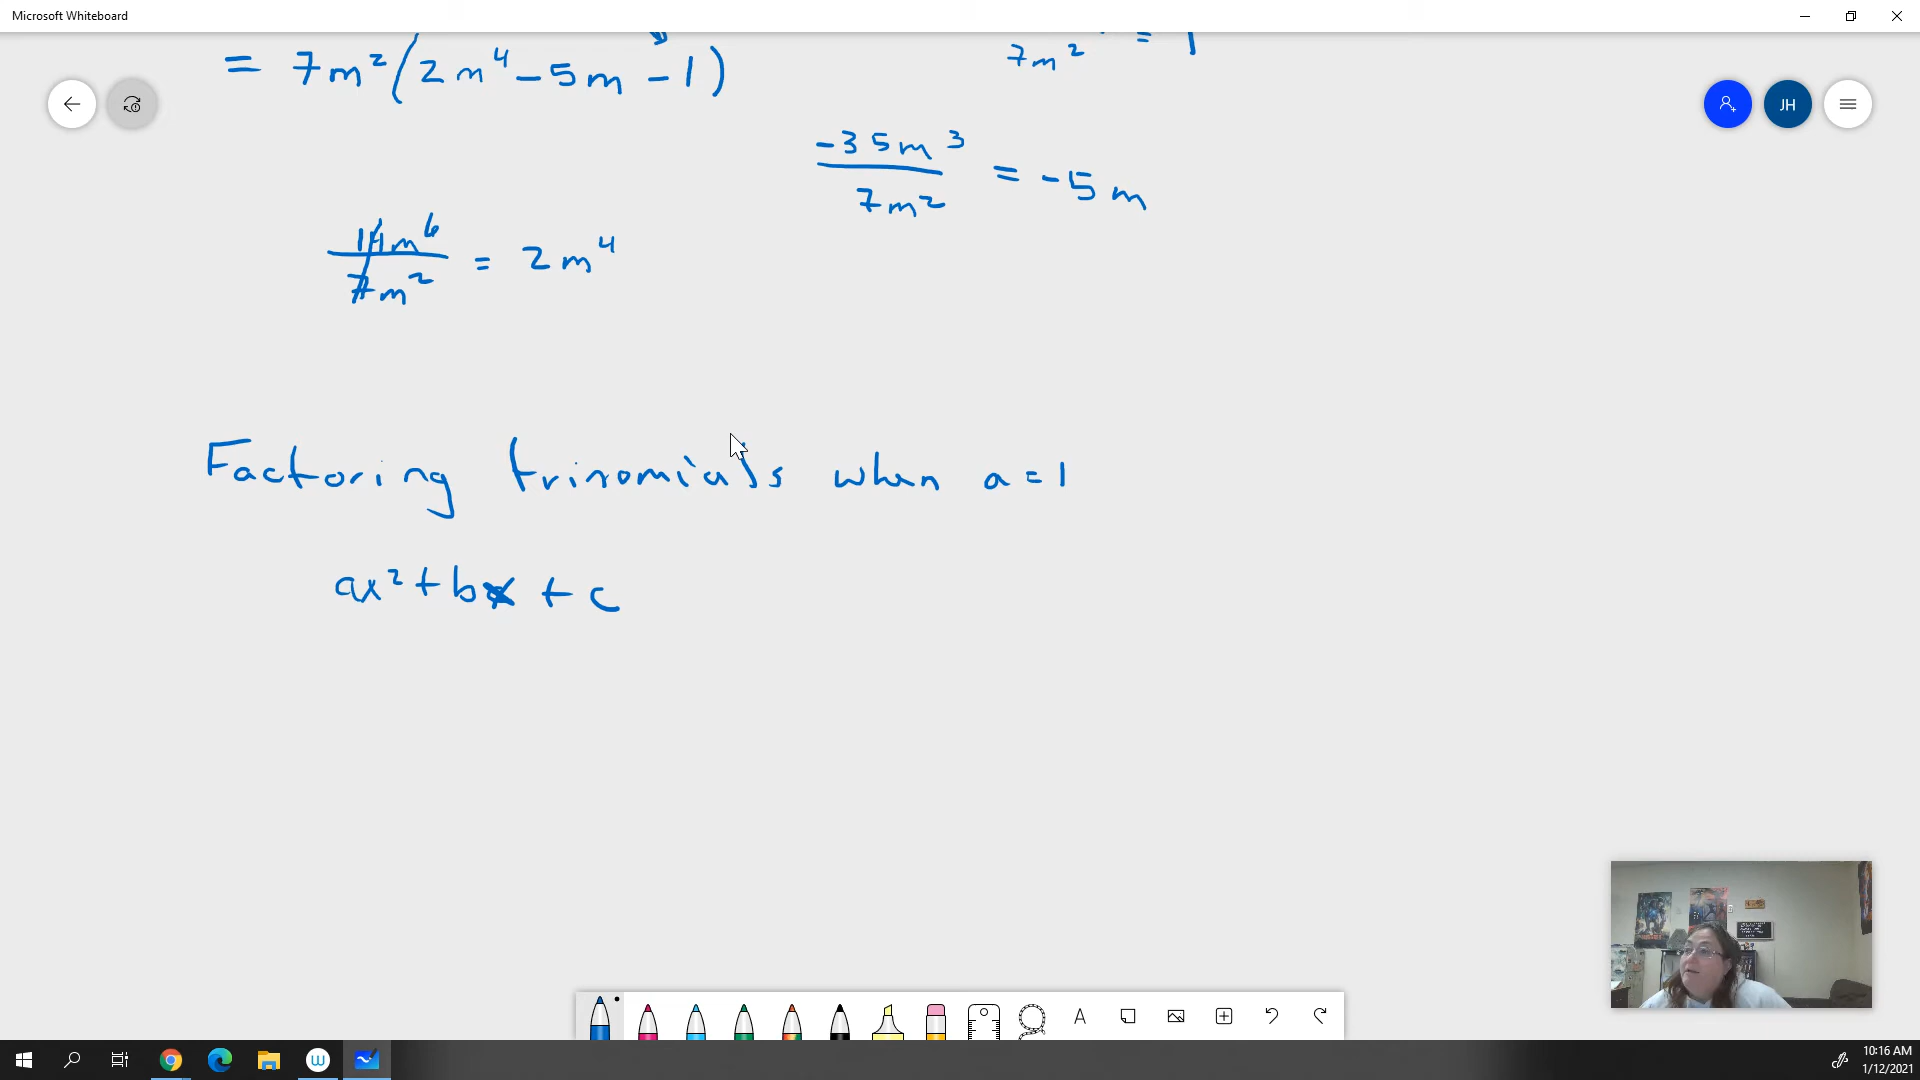 Microsoft Whiteboard
= 7m²(2m⁴ - 5m - 1)
7m² = 1
JH
-35m³ / 7m² = -5m
14m⁶ / 7m² = 2m⁴
Factoring trinomials when a = 1
ax² + bx + c
A
10:16 AM
1/12/2021